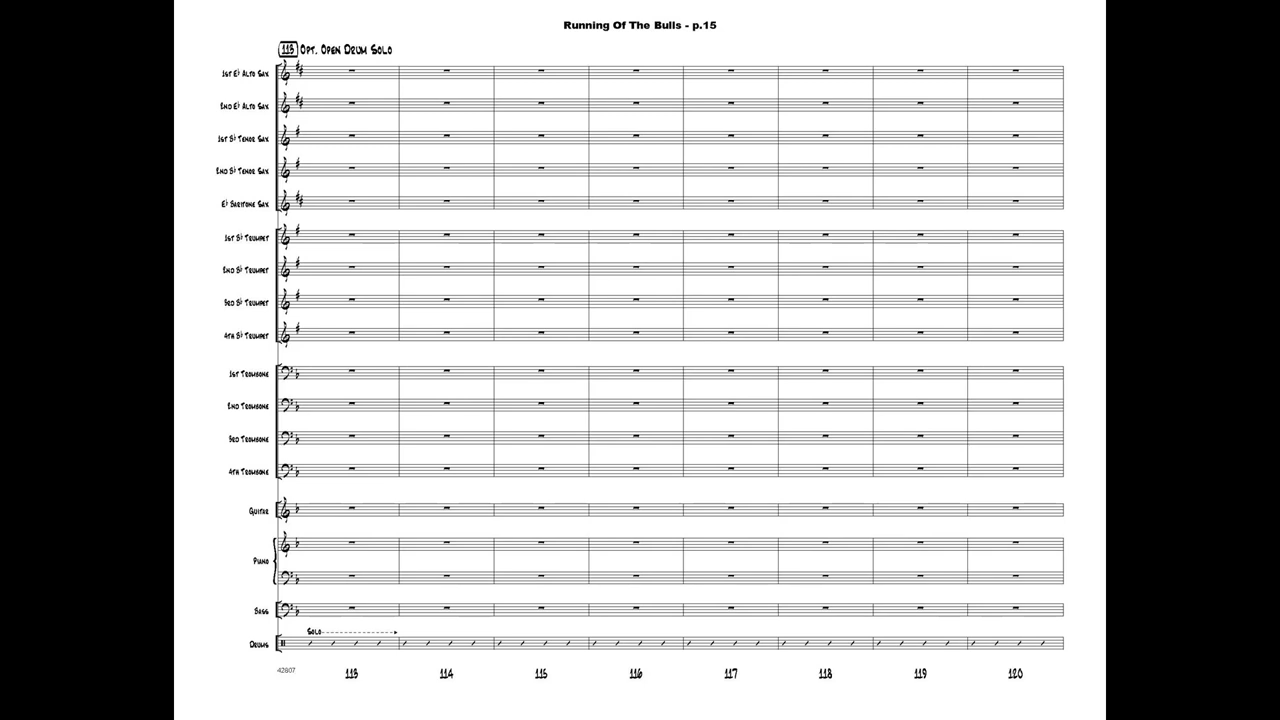 Running Of The Bulls - p.15
113 Opt. Open Drum Solo
1st E♭ Alto Sax
2nd E♭ Alto Sax
1st B♭ Tenor Sax
2nd B♭ Tenor Sax
E♭ Baritone Sax
1st B♭ Trumpet
2nd B♭ Trumpet
3rd B♭ Trumpet
4th B♭ Trumpet
1st Trombone
2nd Trombone
3rd Trombone
4th Trombone
Guitar
Piano
Bass
Solo
Drums
42807
113 114 115 116 117 118 119 120